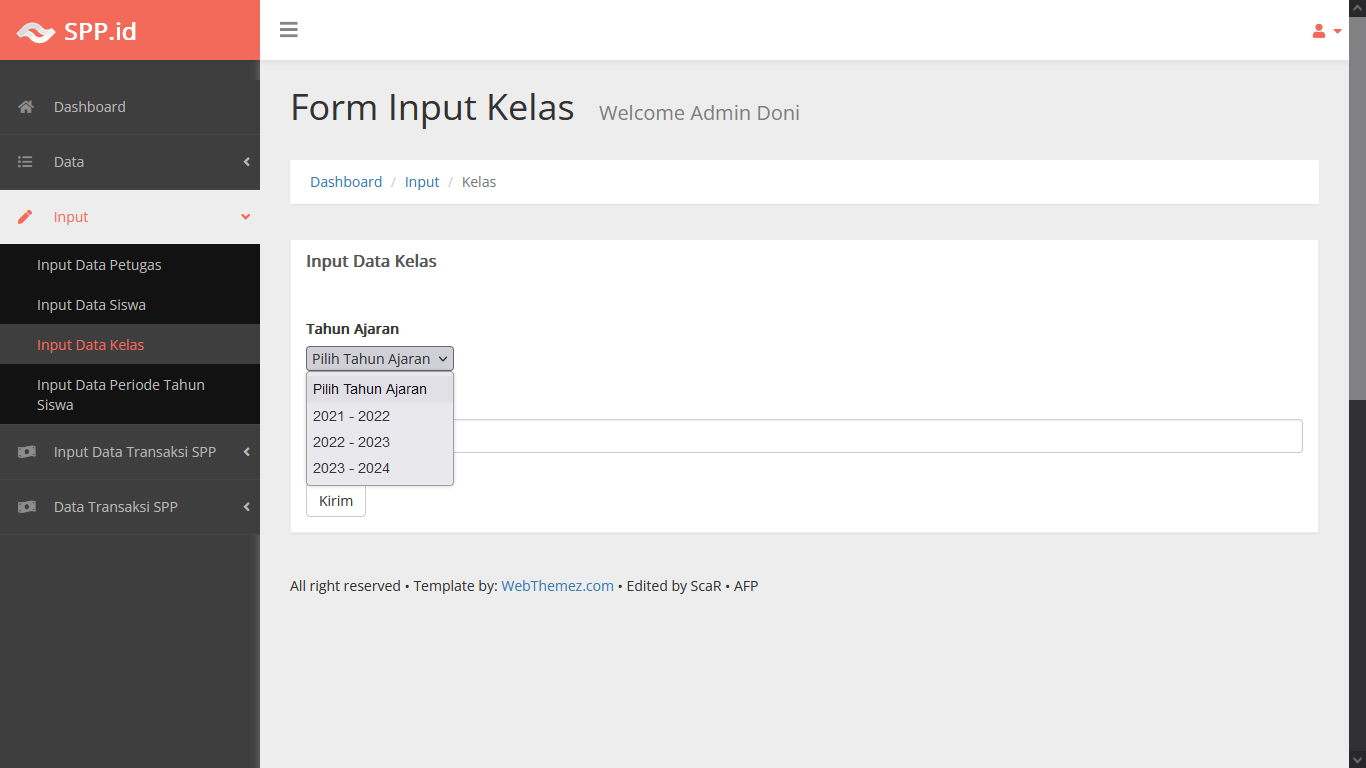 SPP.id
Dashboard
Data
Input
Input Data Petugas
Input Data Siswa
Input Data Kelas
Input Data Periode Tahun
Siswa
Input Data Transaksi SPP
Data Transaksi SPP
Form Input Kelas Welcome Admin Doni
Dashboard / Input / Kelas
Input Data Kelas
Tahun Ajaran
Pilih Tahun Ajaran
Pilih Tahun Ajaran
2021 - 2022
2022 - 2023
2023 - 2024
Kirim
All right reserved • Template by: WebThemez.com • Edited by ScaR • AFP